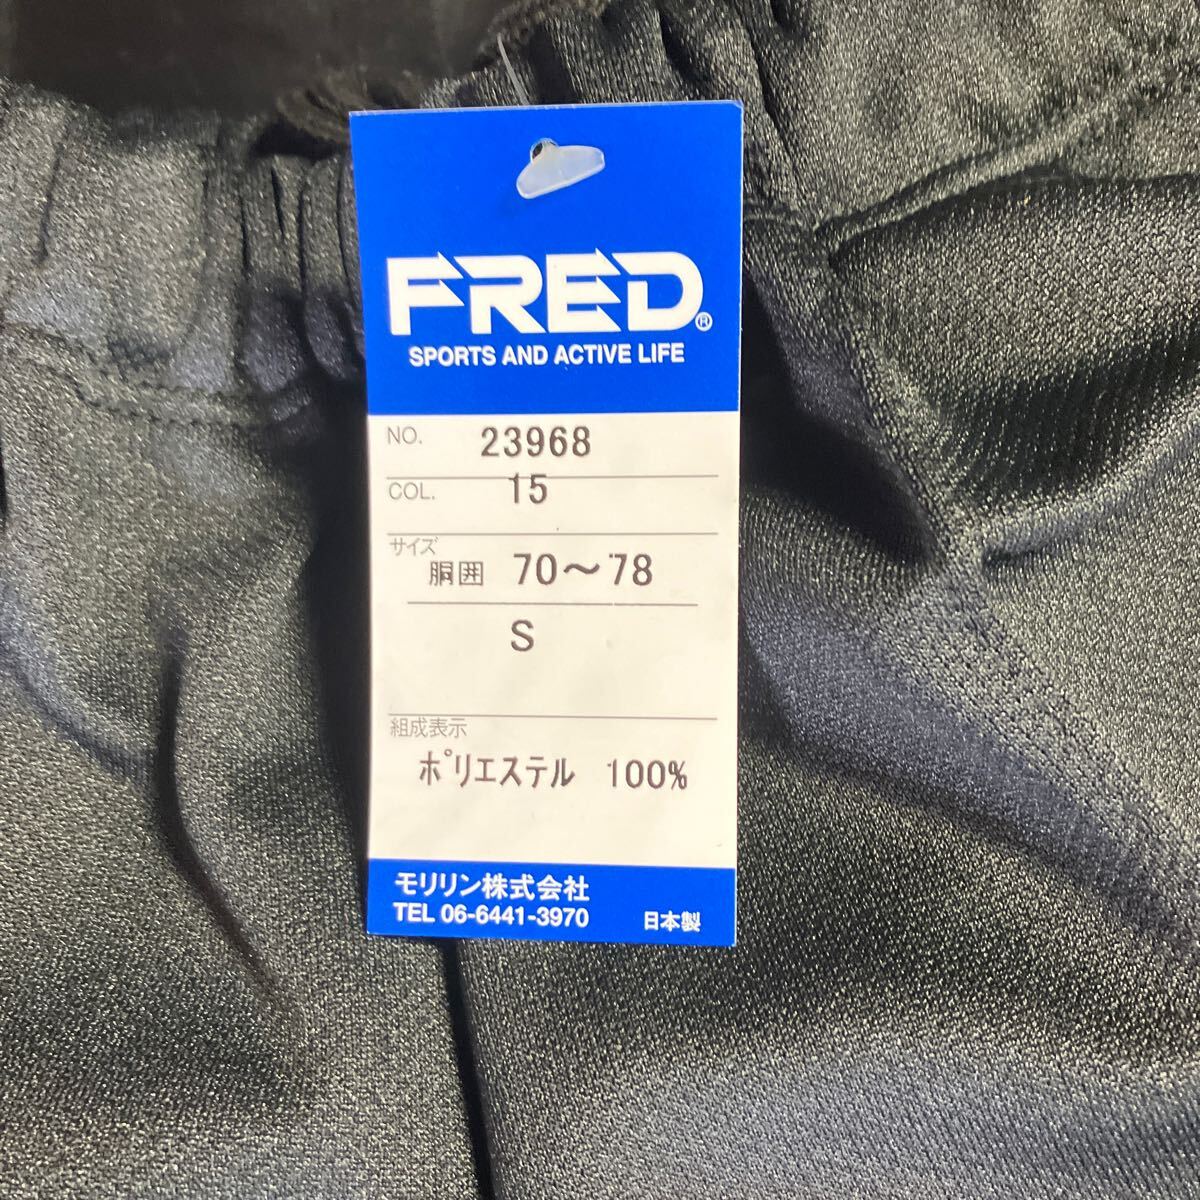 FRED®
SPORTS AND ACTIVE LIFE
NO. 23968
COL. 15
サイズ
胴囲 70～78
S
組成表示
ﾎﾟﾘｴｽﾃﾙ 100%
モリリン株式会社
TEL 06-6441-3970 日本製